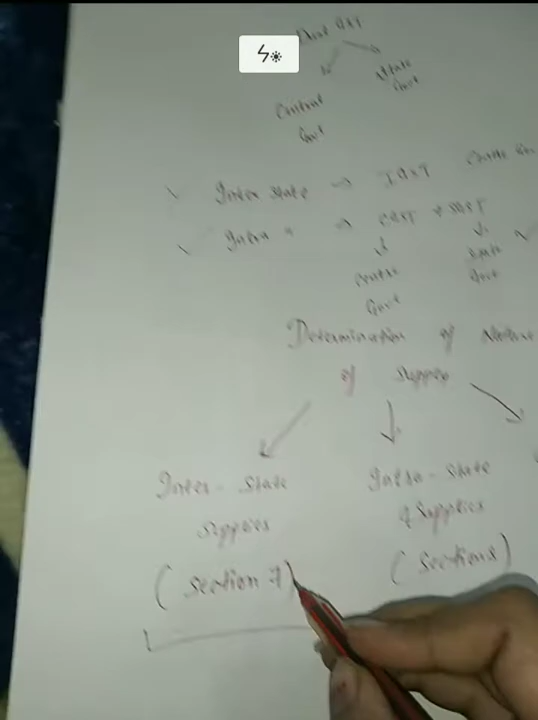 Dual GST
Central
Govt
State
Govt
Inter State → IGST
Intra " → CGST + SGST
Central
Govt
State
Govt
Determination of Nature
of Supply
Inter - State
Supplies
(Section 7)
Intra - State
Supplies
(Section 8)